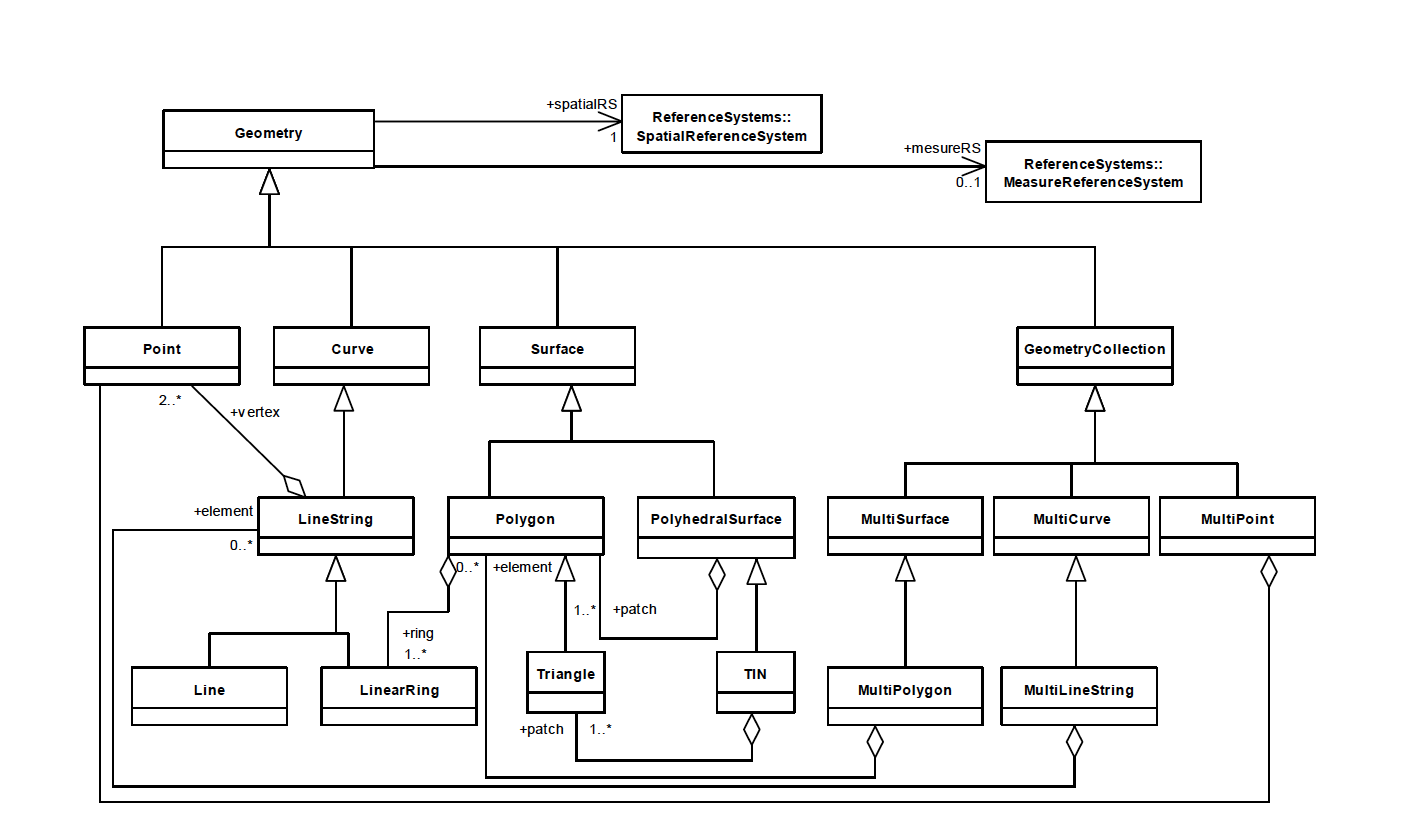 +spatialRS
ReferenceSystems::
SpatialReferenceSystem
1
Geometry
+mesureRS
ReferenceSystems::
MeasureReferenceSystem
0..1
Point
Curve
Surface
GeometryCollection
2..*
+vertex
+element
0..*
LineString
Polygon
PolyhedralSurface
MultiSurface
MultiCurve
MultiPoint
0..*
+element
1..*
+patch
+ring
1..*
Line
LinearRing
Triangle
TIN
MultiPolygon
MultiLineString
+patch
1..*